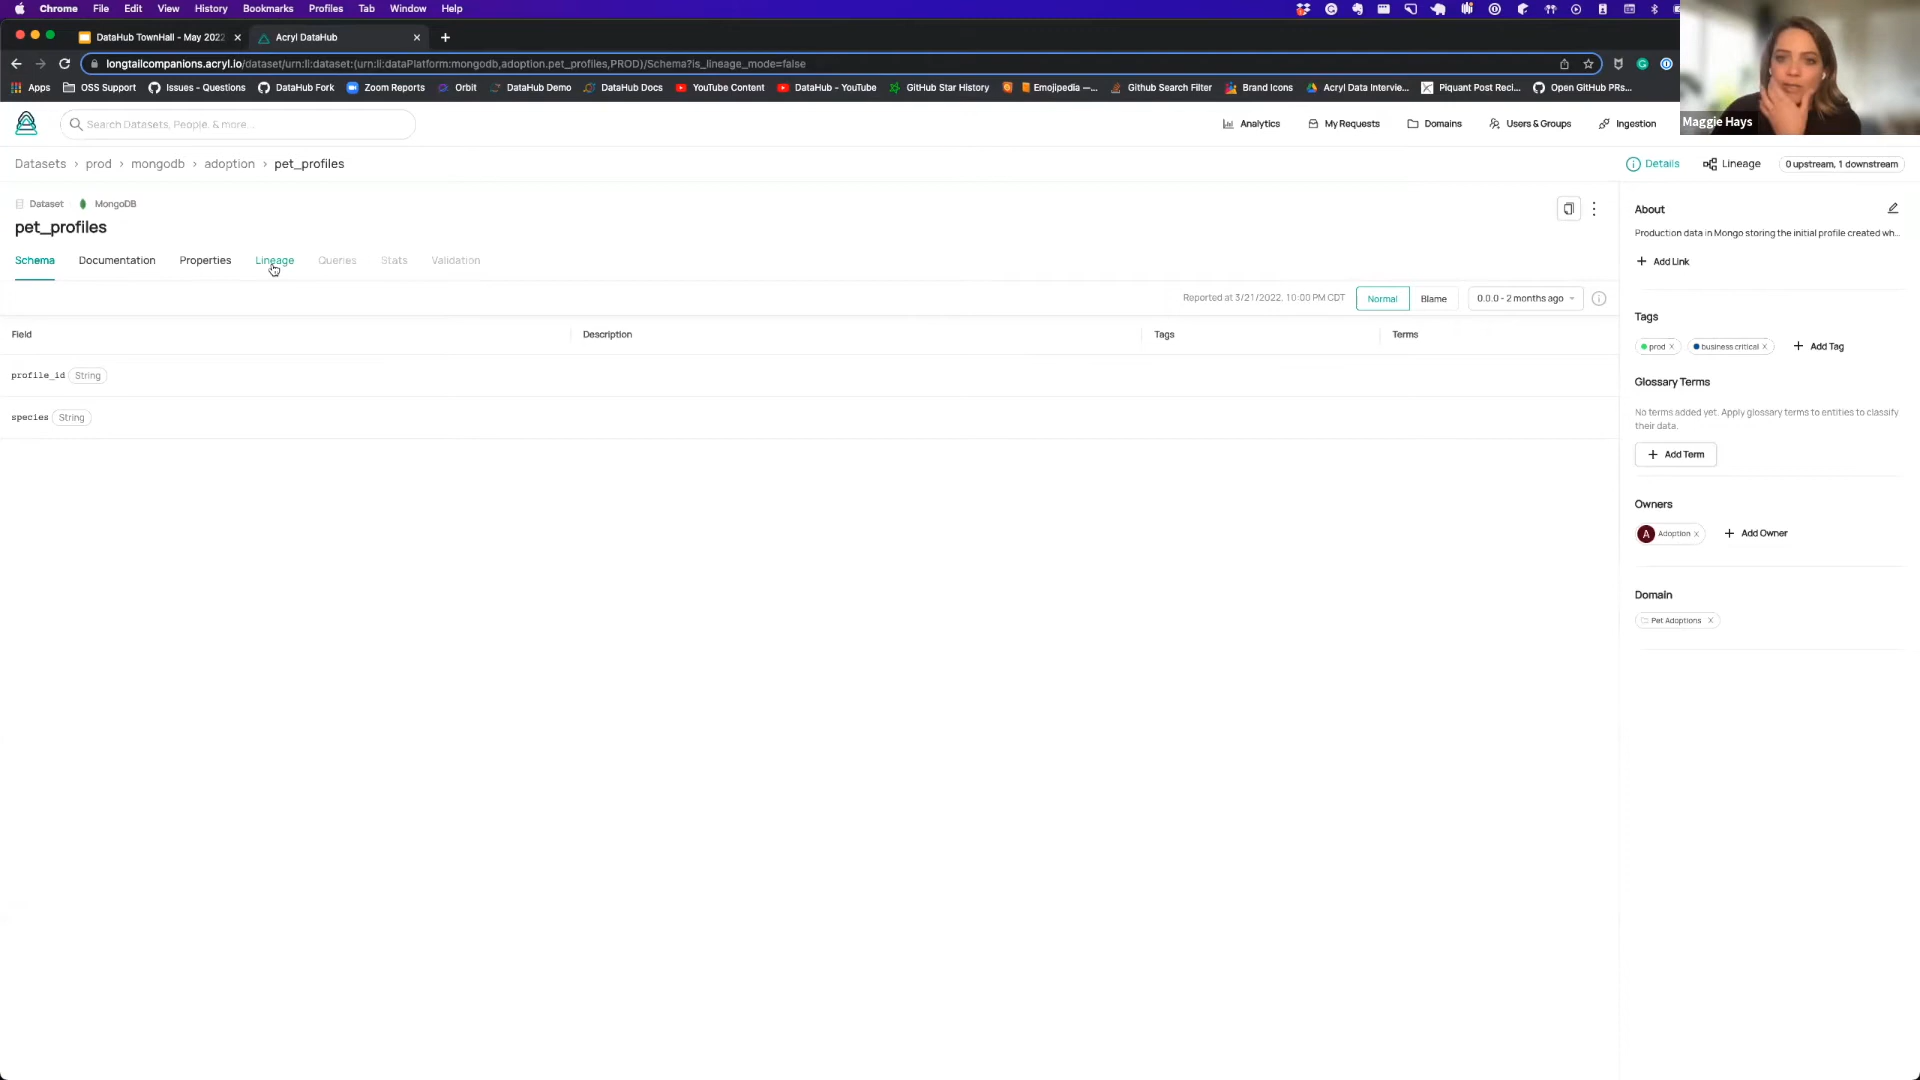 Chrome File Edit View History Bookmarks Profiles Tab Window Help
DataHub TownHall - May 2022 Acryl DataHub
longtailcompanions.acryl.io/dataset/urn:li:dataset:(urn:li:dataPlatform:mongodb,adoption.pet_profiles,PROD)/Schema?is_lineage_mode=false
Apps OSS Support Issues - Questions DataHub Fork Zoom Reports Orbit DataHub Demo DataHub Docs YouTube Content DataHub - YouTube GitHub Star History Emojipedia —... Github Search Filter Brand Icons Acryl Data Intervie... Piquant Post Reci... Open GitHub PRs...
Maggie Hays
Search Datasets, People, & more... Analytics My Requests Domains Users & Groups Ingestion
Datasets > prod > mongodb > adoption > pet_profiles Details Lineage 0 upstream, 1 downstream
Dataset MongoDB
pet_profiles
Schema Documentation Properties Lineage Queries Stats Validation
Reported at 3/21/2022, 10:00 PM CDT Normal Blame 0.0.0 - 2 months ago
Field Description Tags Terms
profile_id String
species String
About
Production data in Mongo storing the initial profile created wh...
+ Add Link
Tags
prod X business critical X + Add Tag
Glossary Terms
No terms added yet. Apply glossary terms to entities to classify
their data.
+ Add Term
Owners
A Adoption X + Add Owner
Domain
Pet Adoptions X